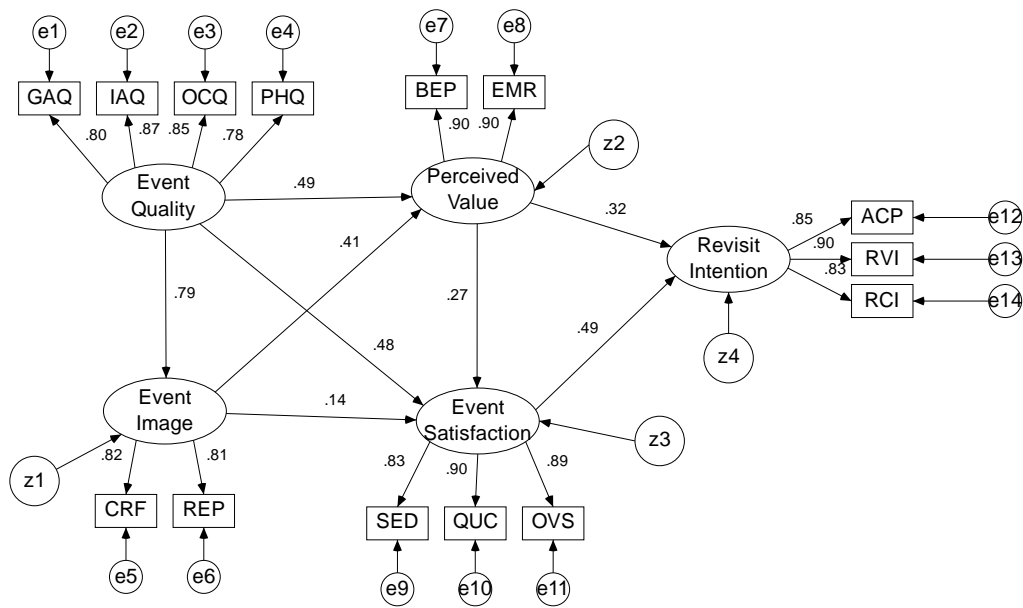 e1 e2 e3 e4 e7 e8
GAQ IAQ OCQ PHQ BEP EMR
.80 .87 .85 .78 .90 .90
z2
Event
Quality
Perceived
Value
.49
.32
.41
.79
.27
.48
.14
.49
Revisit
Intention
.85 ACP e12
.90 RVI e13
.83 RCI e14
z4
Event
Image
Event
Satisfaction
z3
z1
.82 .81
.83 .90 .89
CRF REP SED QUC OVS
e5 e6 e9 e10 e11